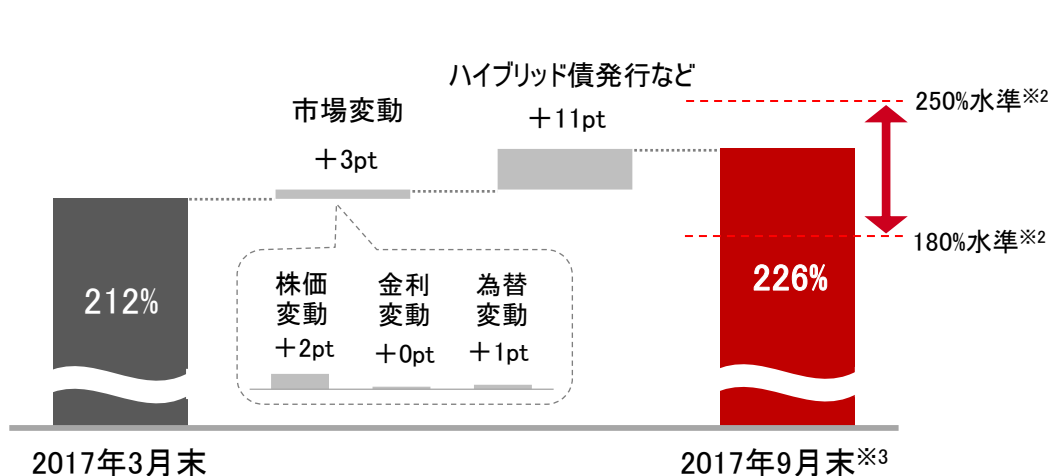 ハイブリッド債発行など
+11pt
市場変動
+3pt
250%水準※2
180%水準※2
212%
株価
変動
+2pt
金利
変動
+0pt
為替
変動
+1pt
226%
2017年3月末
2017年9月末※3